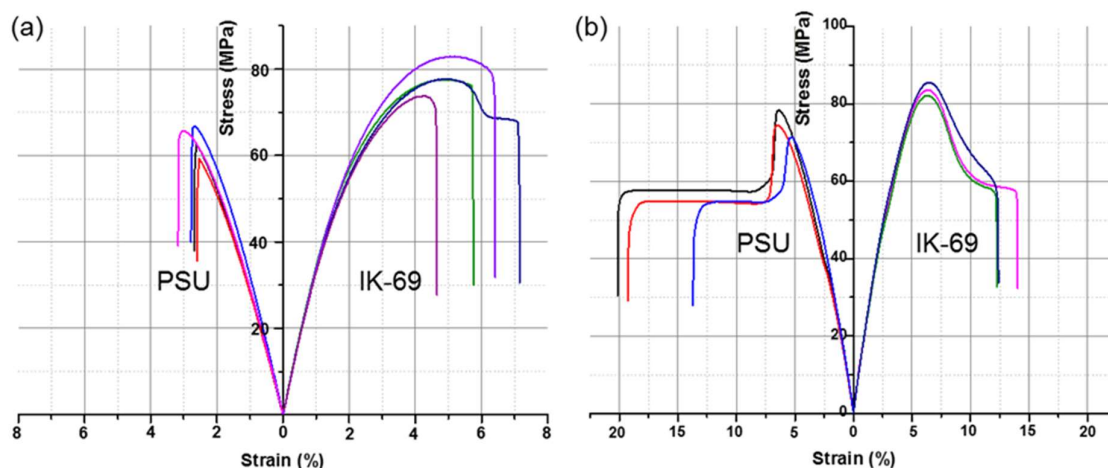 (a)
Stress (MPa)
80
60
40
20
PSU
IK-69
8 6 4 2 0 2 4 6 8
Strain (%)
(b)
Stress (MPa)
100
80
60
40
20
0
PSU
IK-69
20 15 10 5 0 5 10 15 20
Strain (%)